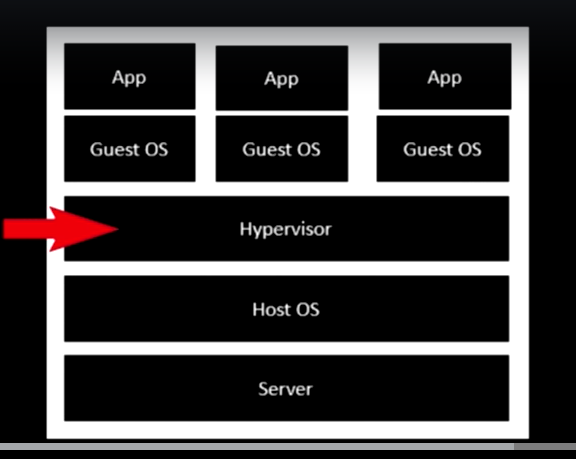 App App App
Guest OS Guest OS Guest OS
Hypervisor
Host OS
Server